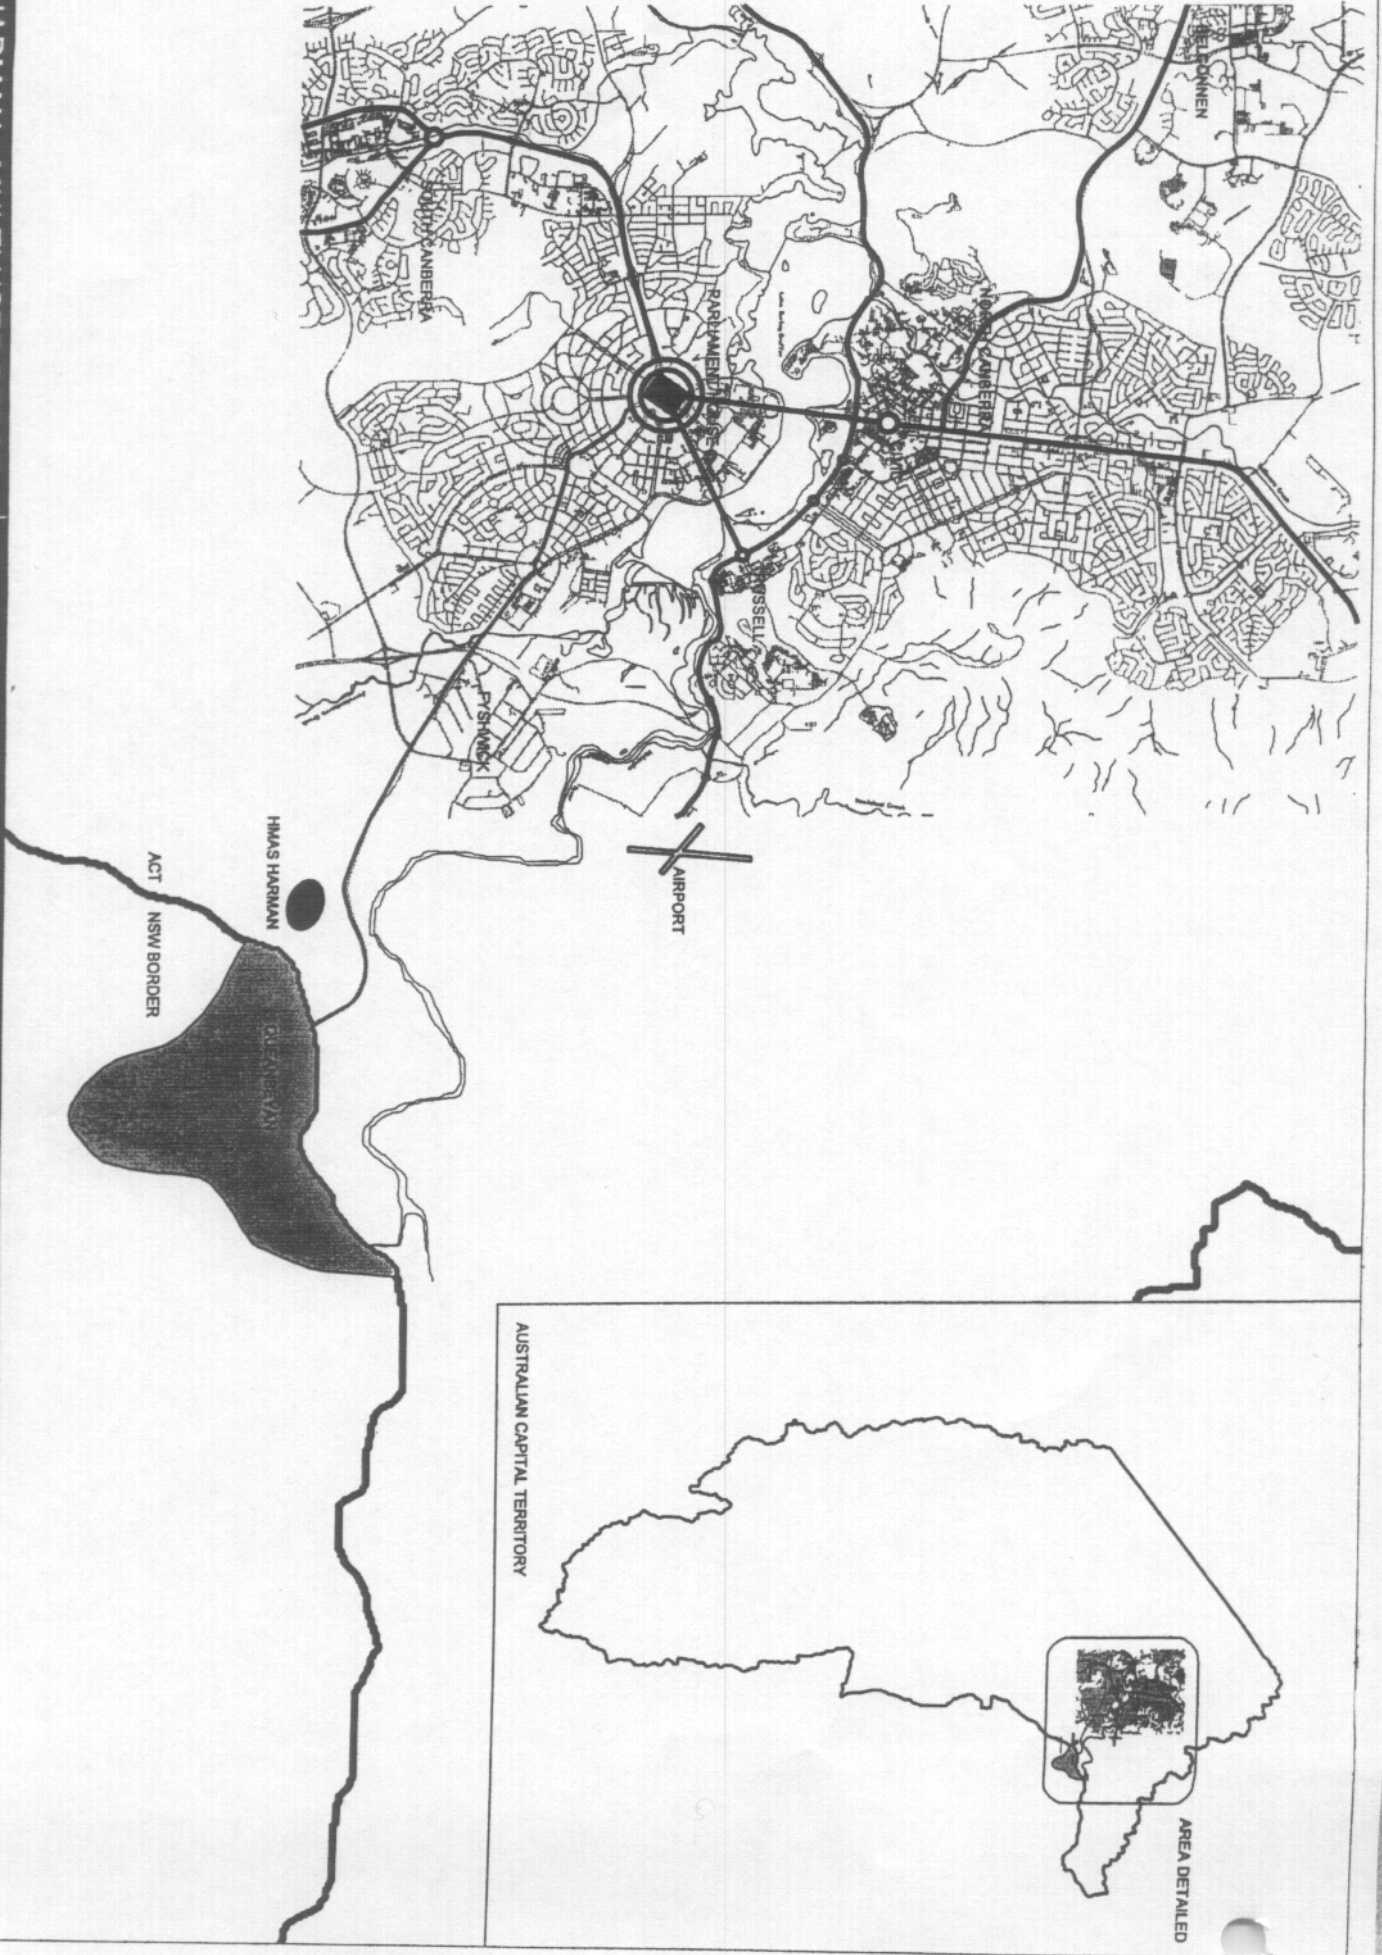 BELCONNEN
NORTH CANBERRA
SOUTH CANBERRA
PARLIAMENT HOUSE
RUSSELL
FYSHWICK
AIRPORT
HMAS HARMAN
ACT NSW BORDER
QUEANBEYAN
AUSTRALIAN CAPITAL TERRITORY
AREA DETAILED